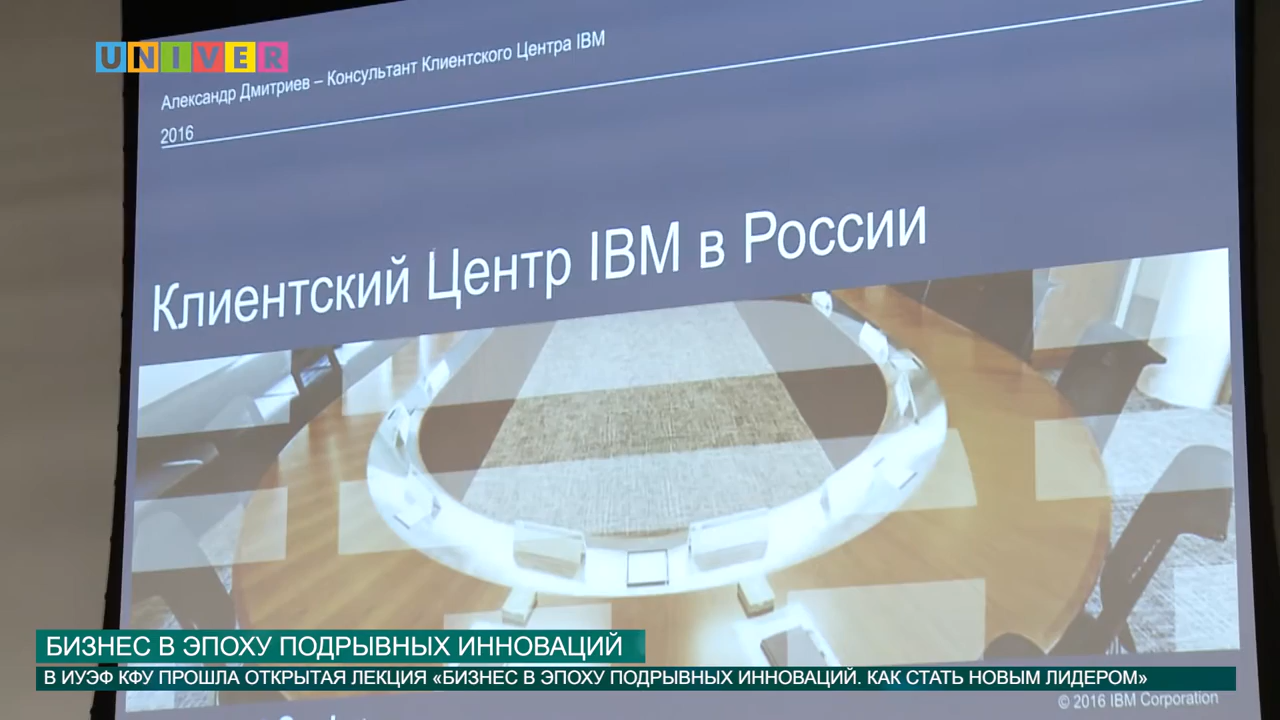 UNIVER
Александр Дмитриев – Консультант Клиентского Центра IBM
2016
Клиентский Центр IBM в России
БИЗНЕС В ЭПОХУ ПОДРЫВНЫХ ИННОВАЦИЙ
В ИУЭФ КФУ ПРОШЛА ОТКРЫТАЯ ЛЕКЦИЯ «БИЗНЕС В ЭПОХУ ПОДРЫВНЫХ ИННОВАЦИЙ. КАК СТАТЬ НОВЫМ ЛИДЕРОМ»
© 2016 IBM Corporation